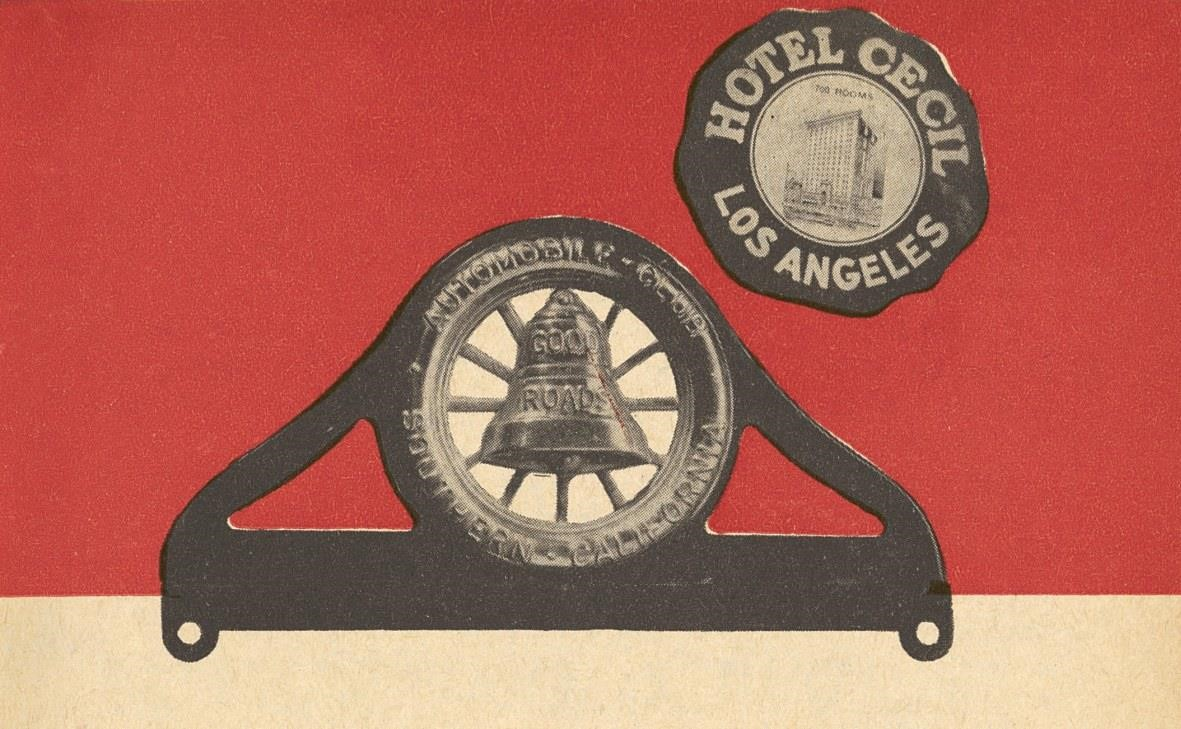 HOTEL CECIL
700 ROOMS
LOS ANGELES
AUTOMOBILE - CLUB
GOOD
ROADS
SOUTHERN - CALIFORNIA